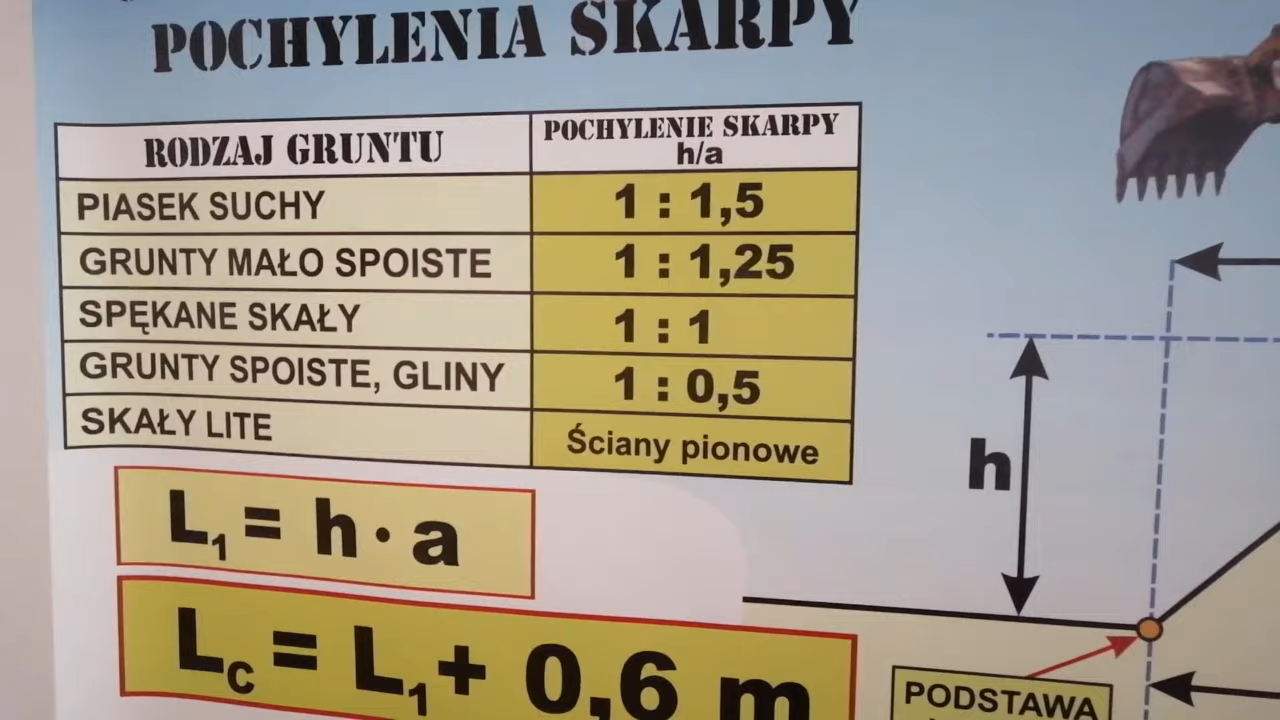 POCHYLENIA SKARPY
RODZAJ GRUNTU
POCHYLENIE SKARPY
h/a
PIASEK SUCHY
1 : 1,5
GRUNTY MAŁO SPOISTE
1 : 1,25
SPĘKANE SKAŁY
1 : 1
GRUNTY SPOISTE, GLINY
1 : 0,5
SKAŁY LITE
Ściany pionowe
L₁ = h · a
h
Lc = L₁ + 0,6 m
PODSTAWA